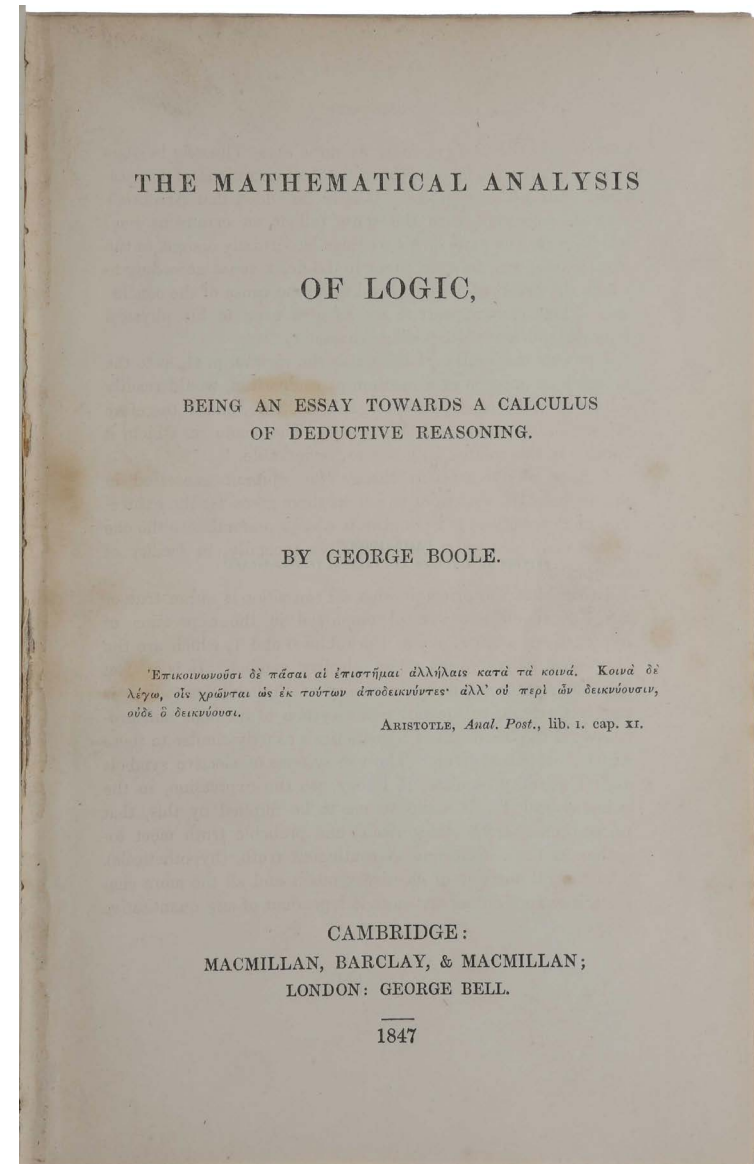 THE MATHEMATICAL ANALYSIS
OF LOGIC,
BEING AN ESSAY TOWARDS A CALCULUS
OF DEDUCTIVE REASONING.
BY GEORGE BOOLE.
Ἐπικοινωνοῦσι δὲ πᾶσαι αἱ ἐπιστῆμαι ἀλλήλαις κατὰ τὰ κοινά. Κοινὰ δὲ
λέγω, οἷς χρῶνται ὡς ἐκ τούτων ἀποδεικνύντες· ἀλλ' οὐ περὶ ὧν δεικνύουσιν,
οὐδε ὃ δεικνύουσι.
ARISTOTLE, Anal. Post., lib. I. cap. XI.
CAMBRIDGE:
MACMILLAN, BARCLAY, & MACMILLAN;
LONDON: GEORGE BELL.
1847